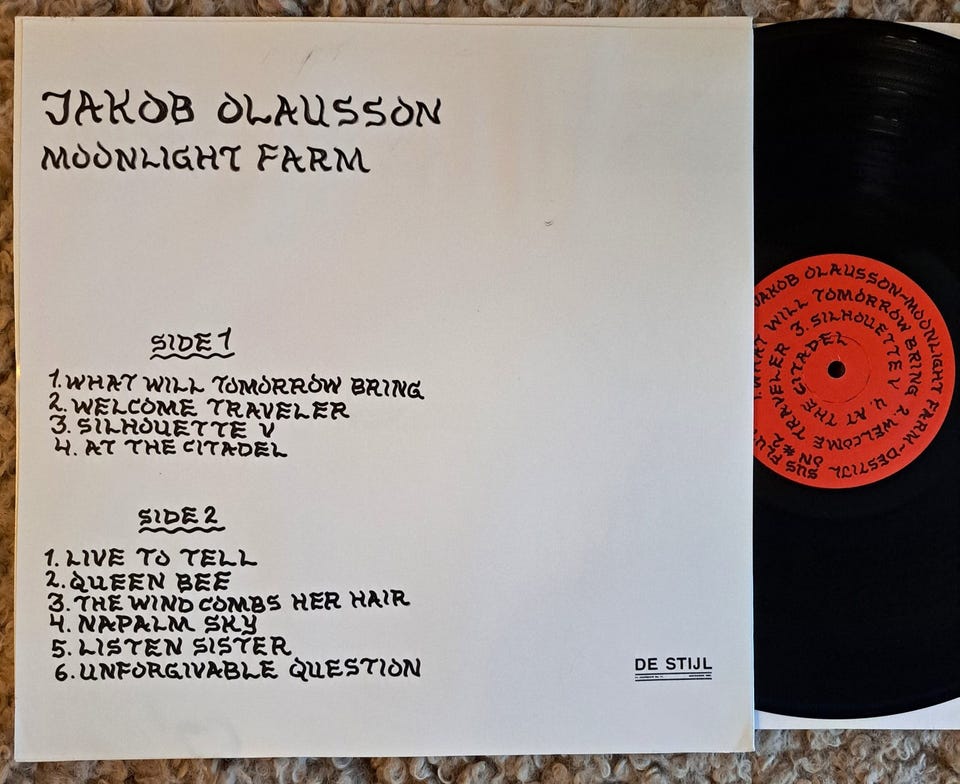 JAKOB OLAUSSON
MOONLIGHT FARM
SIDE 1
1. WHAT WILL TOMORROW BRING
2. WELCOME TRAVELER
3. SILHOUETTE V
4. AT THE CITADEL
SIDE 2
1. LIVE TO TELL
2. QUEEN BEE
3. THE WIND COMBS HER HAIR
4. NAPALM SKY
5. LISTEN SISTER
6. UNFORGIVABLE QUESTION
DE STIJL
JAKOB OLAUSSON-MOONLIGHT FARM-DESTIJL
1. WHAT WILL TOMORROW BRING 2. WELCOME
TRAVELER 3. SILHOUETTE V 4. AT THE CITADEL